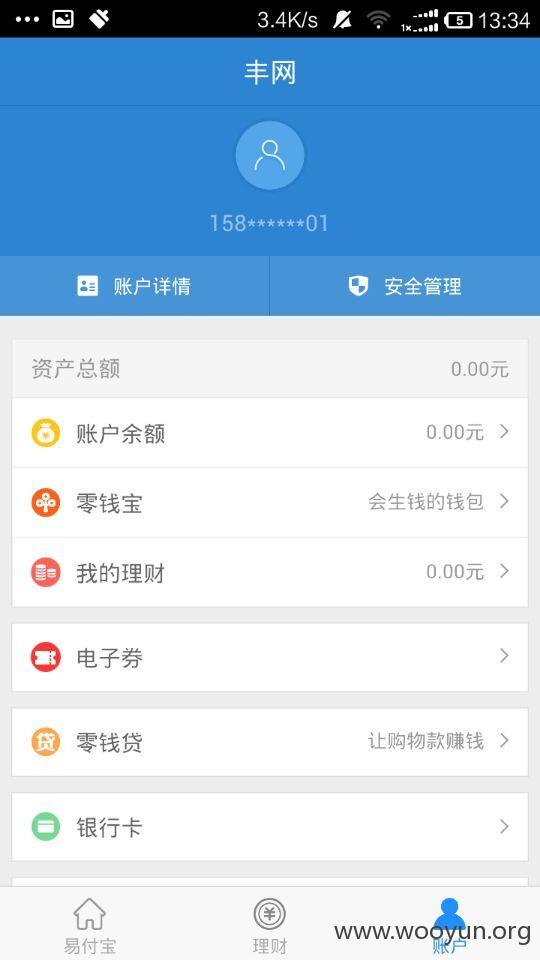 3.4K/s 1× 5 13:34
丰网
158******01
账户详情 安全管理
资产总额 0.00元
账户余额 0.00元
零钱宝 会生钱的钱包
我的理财 0.00元
电子券
贷 零钱贷 让购物款赚钱
银行卡
易付宝 理财 账户
www.wooyun.org